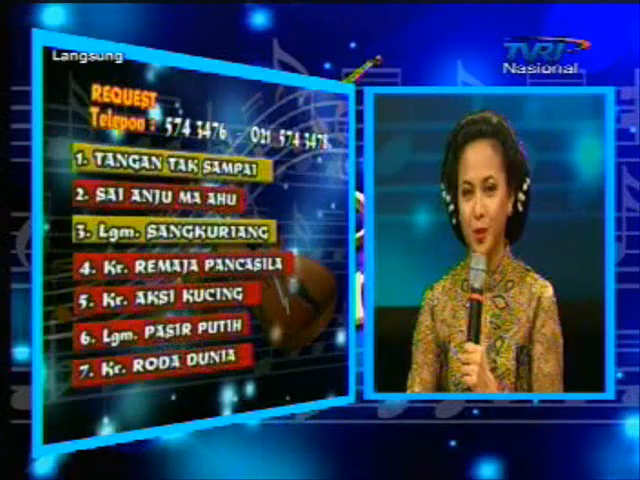 Langsung
TVRI
Nasional
REQUEST
Telepon : 574 3476 - 021 574 3478
1. TANGAN TAK SAMPAI
2. SAI ANJU MA AHU
3. Lgm. SANGKURIANG
4. Kr. REMAJA PANCASILA
5. Kr. AKSI KUCING
6. Lgm. PASIR PUTIH
7. Kr. RODA DUNIA